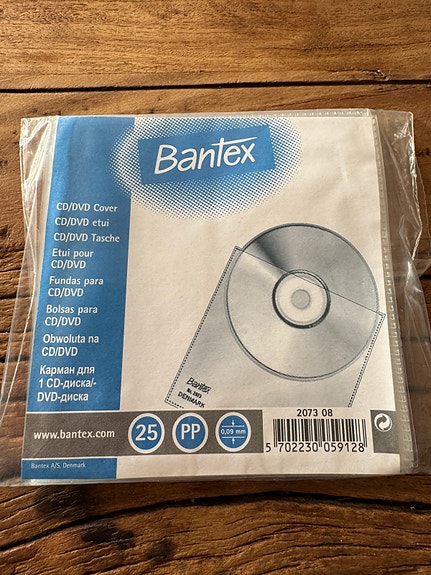 Bantex
CD/DVD Cover
CD/DVD etui
CD/DVD Tasche
Etui pour
CD/DVD
Fundas para
CD/DVD
Bolsas para
CD/DVD
Obwoluta na
CD/DVD
Карман для
1 CD-диска/-
DVD-диска
Bantex
No. 2073
DENMARK
www.bantex.com
25
PP
0,09 mm
2073 08
5 702230 059128
Bantex A/S, Denmark